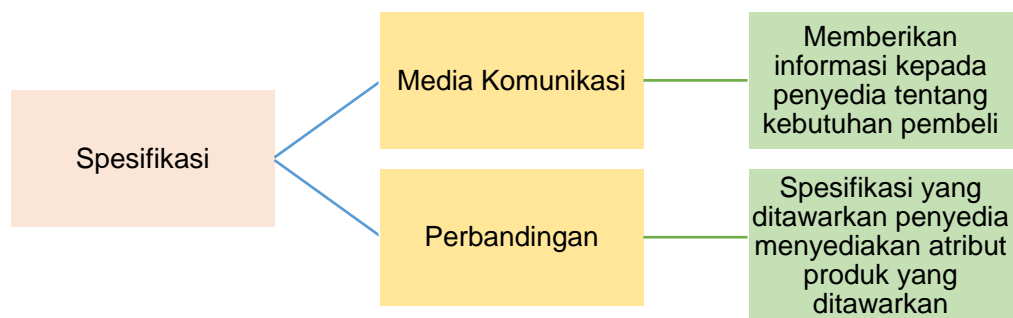 Spesifikasi
Media Komunikasi
Memberikan
informasi kepada
penyedia tentang
kebutuhan pembeli
Perbandingan
Spesifikasi yang
ditawarkan penyedia
menyediakan atribut
produk yang
ditawarkan